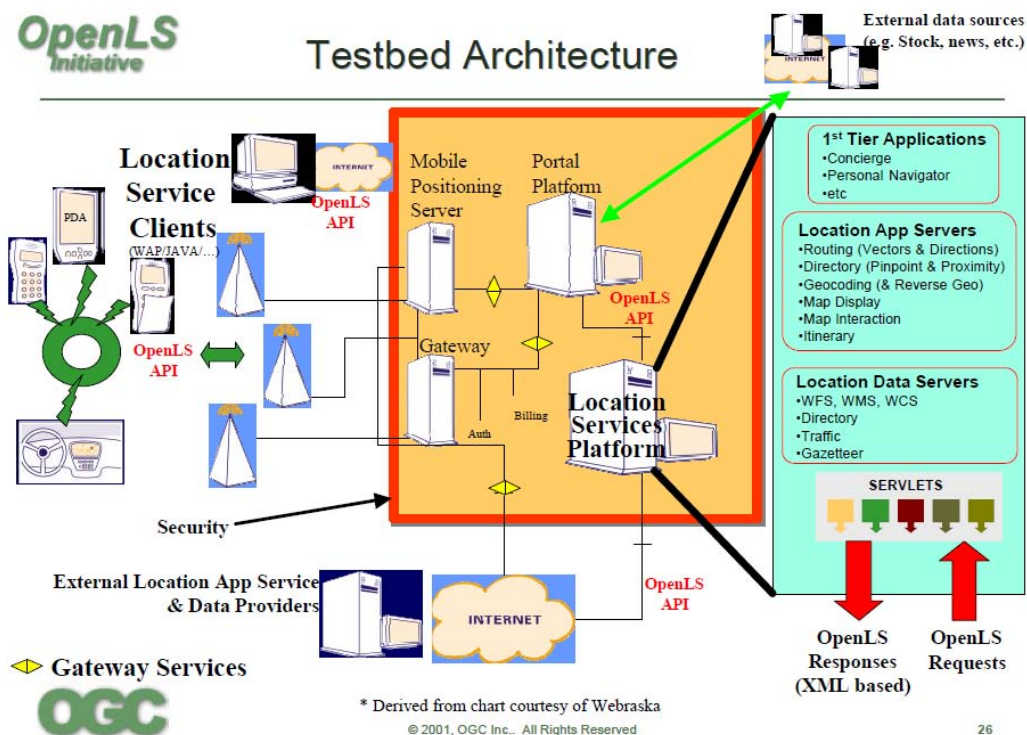 OpenLS
Initiative
Testbed Architecture
External data sources
(e.g. Stock, news, etc.)
INTERNET
Location
Service
Clients
(WAP/JAVA/…)
PDA
INTERNET
OpenLS
API
OpenLS
API
Mobile
Positioning
Server
Portal
Platform
OpenLS
API
Gateway
Auth
Billing
Location
Services
Platform
Security
1st Tier Applications
•Concierge
•Personal Navigator
•etc
Location App Servers
•Routing (Vectors & Directions)
•Directory (Pinpoint & Proximity)
•Geocoding (& Reverse Geo)
•Map Display
•Map Interaction
•Itinerary
Location Data Servers
•WFS, WMS, WCS
•Directory
•Traffic
•Gazetteer
SERVLETS
OpenLS
Responses
(XML based)
OpenLS
Requests
External Location App Service
& Data Providers
INTERNET
OpenLS
API
Gateway Services
OGC
* Derived from chart courtesy of Webraska
© 2001, OGC Inc.. All Rights Reserved
26